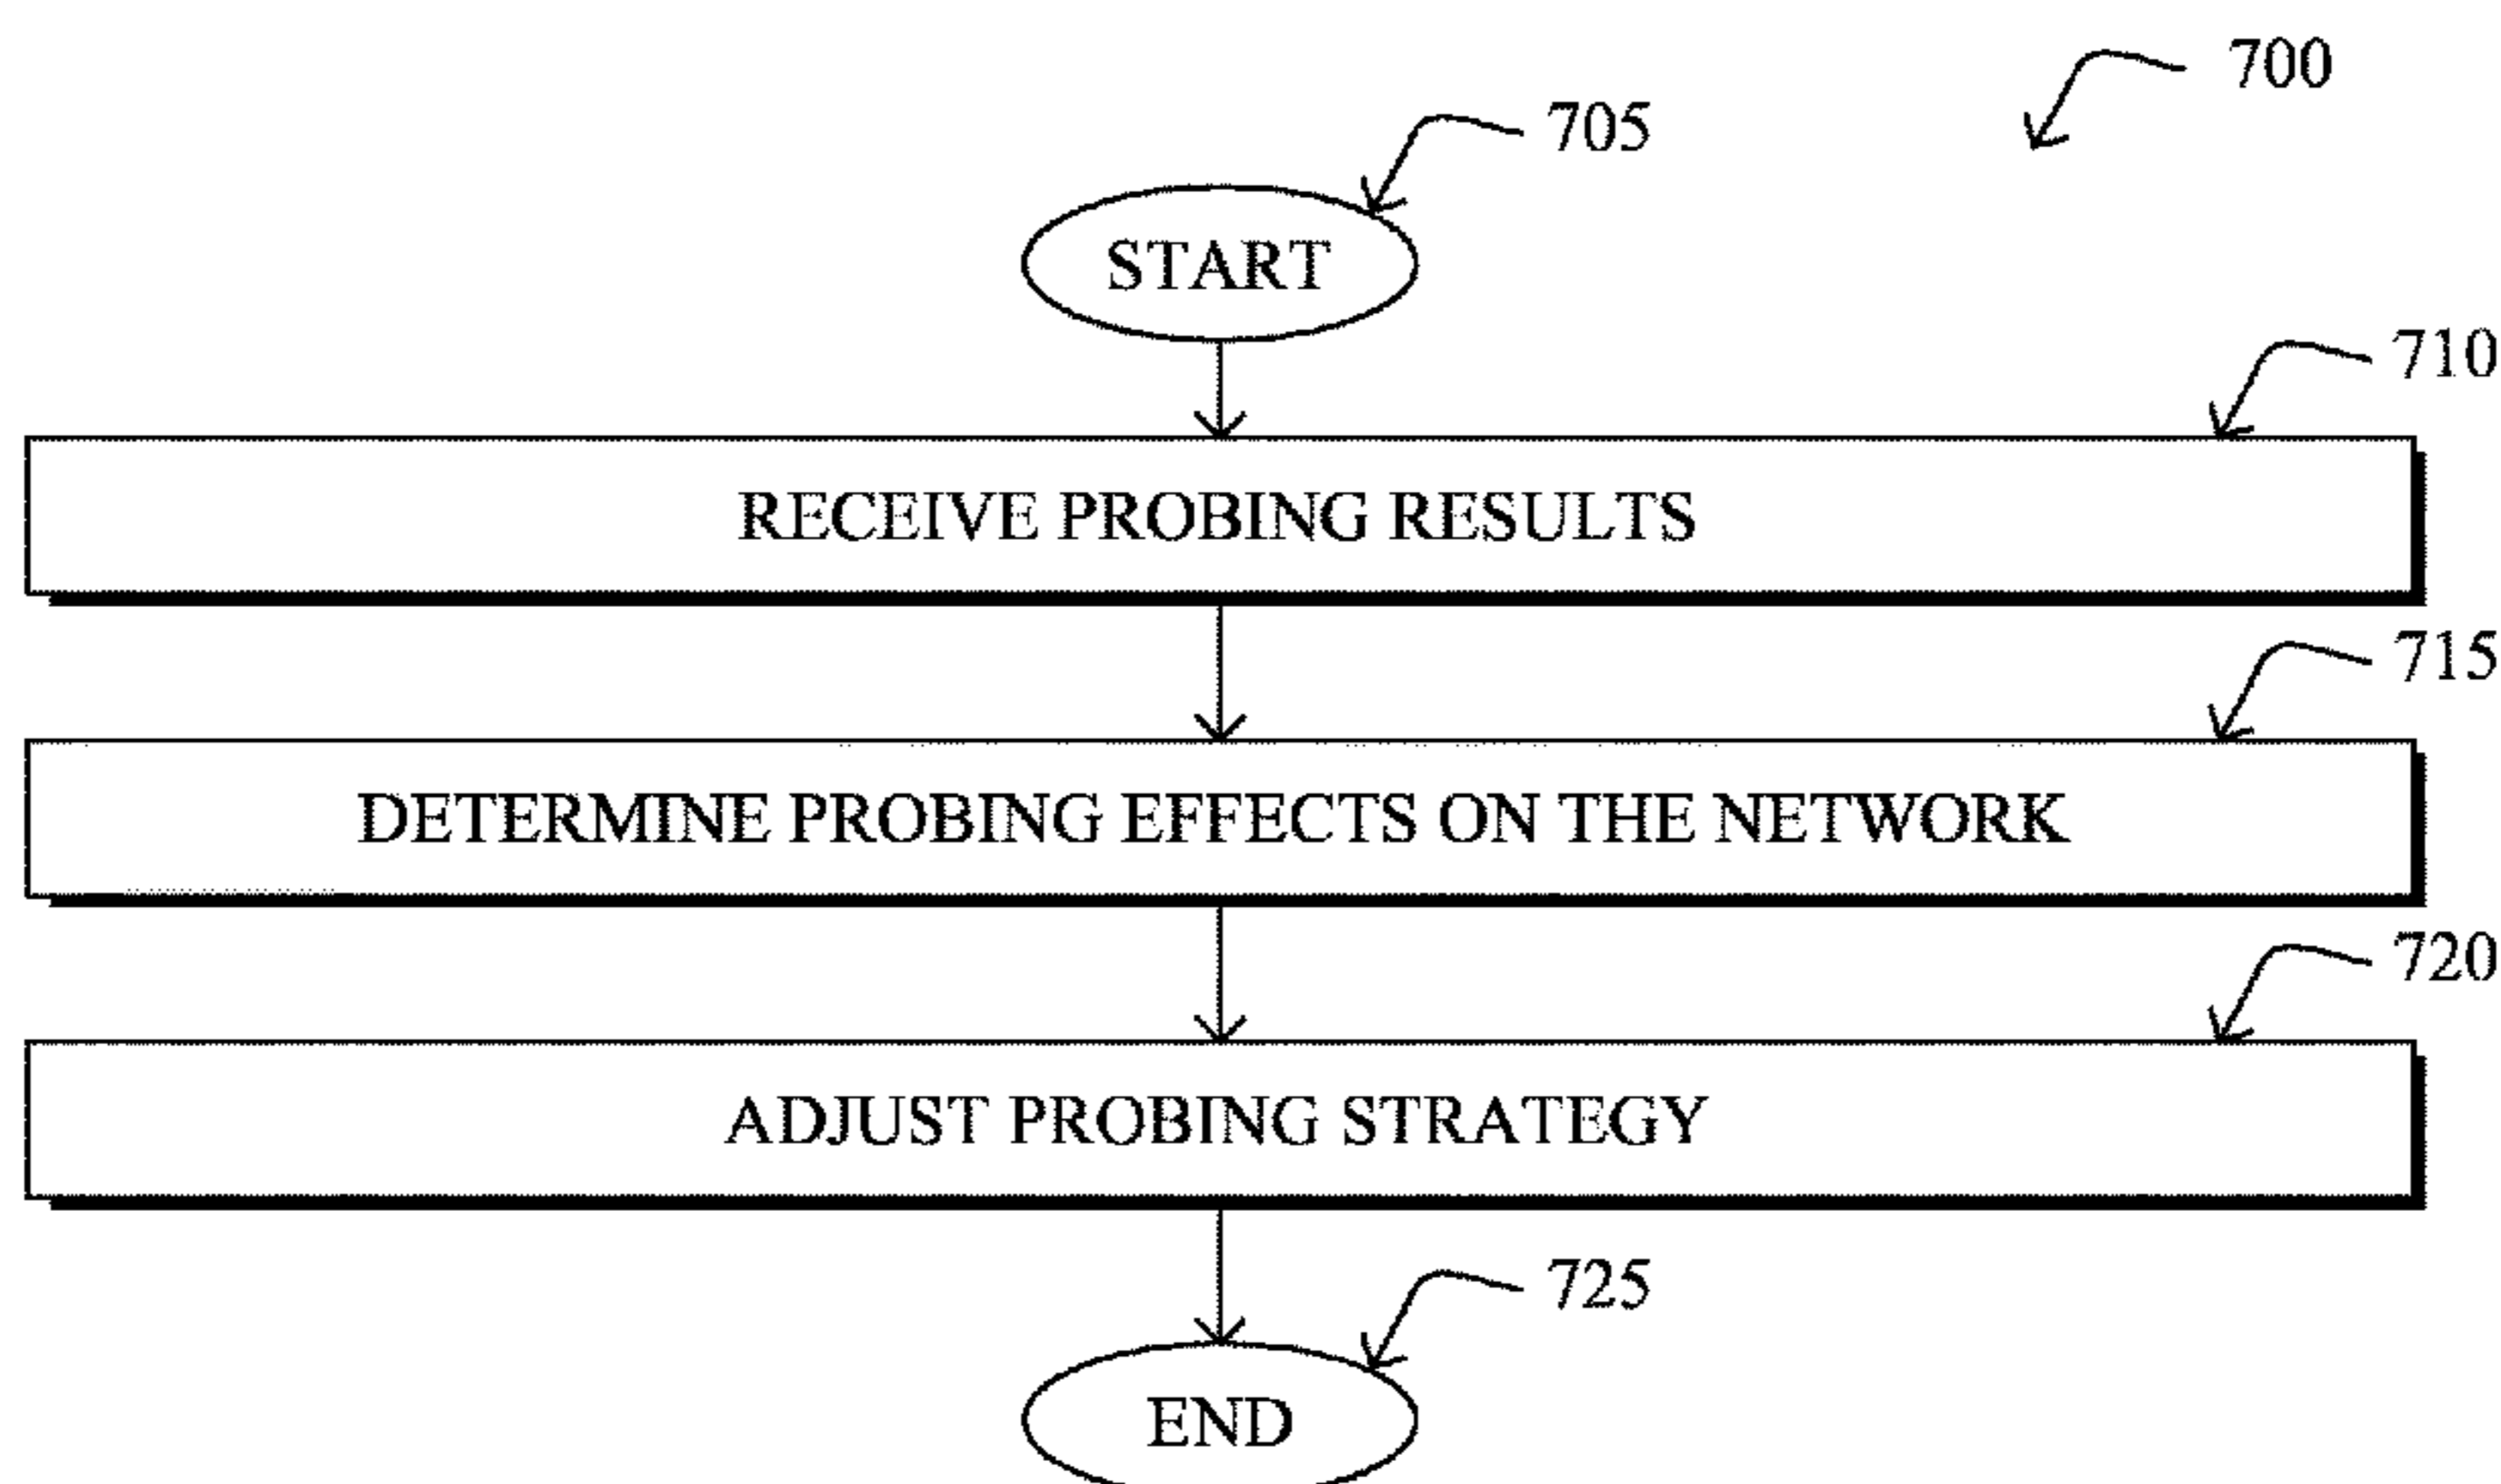 700
705
START
710
RECEIVE PROBING RESULTS
715
DETERMINE PROBING EFFECTS ON THE NETWORK
720
ADJUST PROBING STRATEGY
725
END